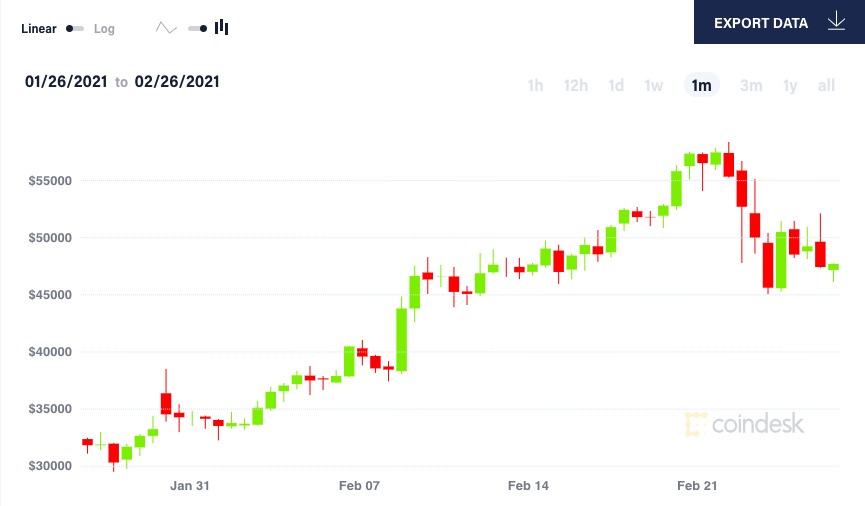 Linear Log EXPORT DATA
01/26/2021 to 02/26/2021 1h 12h 1d 1w 1m 3m 1y all
$55000
$50000
$45000
$40000
$35000
coindesk
$30000
Jan 31 Feb 07 Feb 14 Feb 21